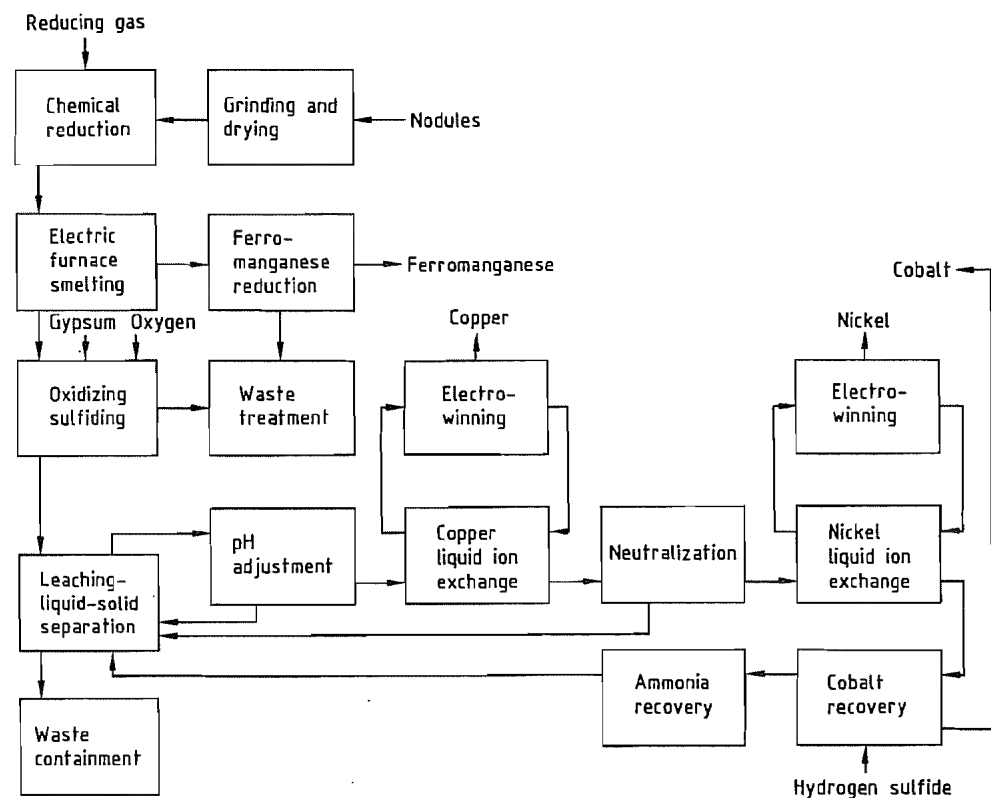 Reducing gas
Chemical
reduction
Grinding and
drying
Nodules
Electric
furnace
smelting
Ferro-
manganese
reduction
Ferromanganese
Cobalt
Gypsum Oxygen
Copper
Nickel
Oxidizing
sulfiding
Waste
treatment
Electro-
winning
Electro-
winning
pH
adjustment
Copper
liquid ion
exchange
Neutralization
Nickel
liquid ion
exchange
Leaching-
liquid-solid
separation
Ammonia
recovery
Cobalt
recovery
Waste
containment
Hydrogen sulfide